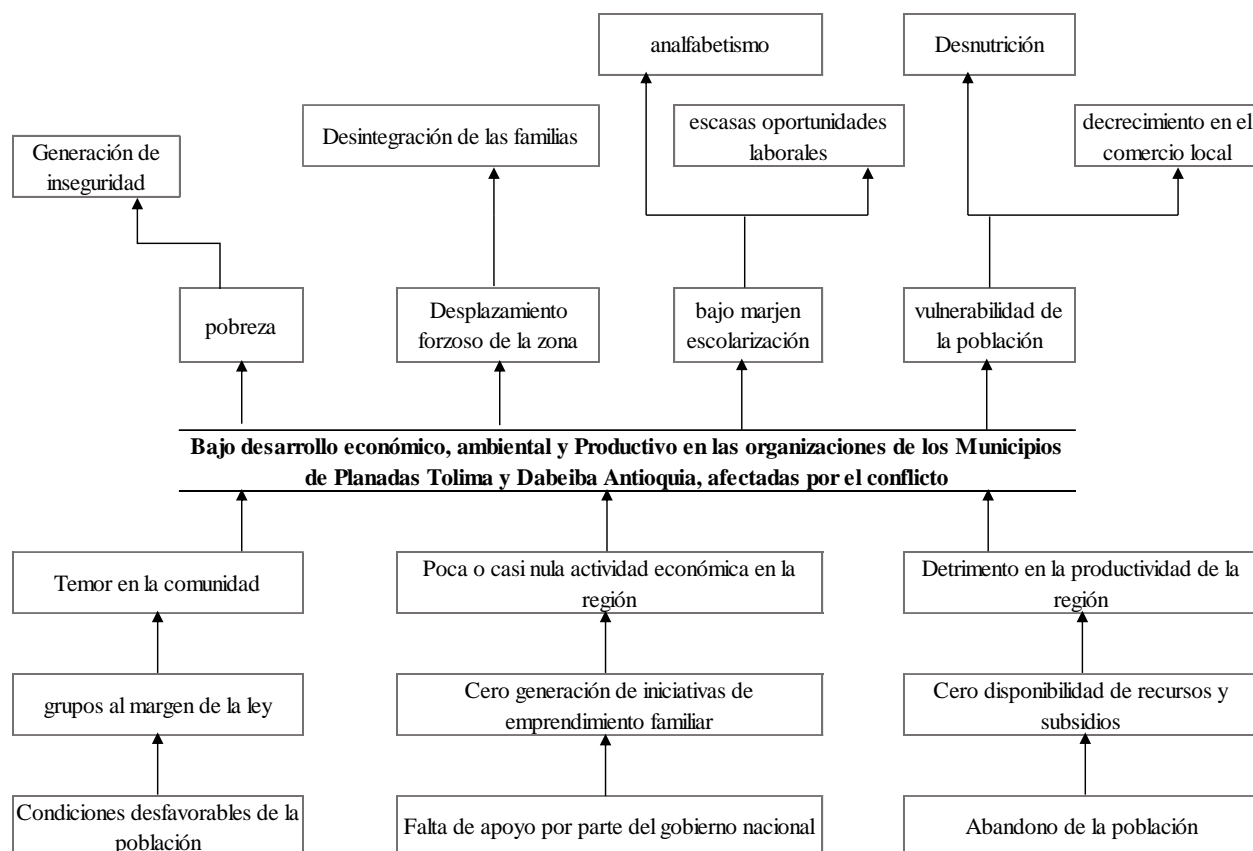 analfabetismo
Desnutrición
Generación de
inseguridad
Desintegración de las familias
escasas oportunidades
laborales
decrecimiento en el
comercio local
pobreza
Desplazamiento
forzoso de la zona
bajo marjen
escolarización
vulnerabilidad de
la población
Bajo desarrollo económico, ambiental y Productivo en las organizaciones de los Municipios
de Planadas Tolima y Dabeiba Antioquia, afectadas por el conflicto
Temor en la comunidad
Poca o casi nula actividad económica en la
región
Detrimento en la productividad de la
región
grupos al margen de la ley
Cero generación de iniciativas de
emprendimiento familiar
Cero disponibilidad de recursos y
subsidios
Condiciones desfavorables de la
población
Falta de apoyo por parte del gobierno nacional
Abandono de la población